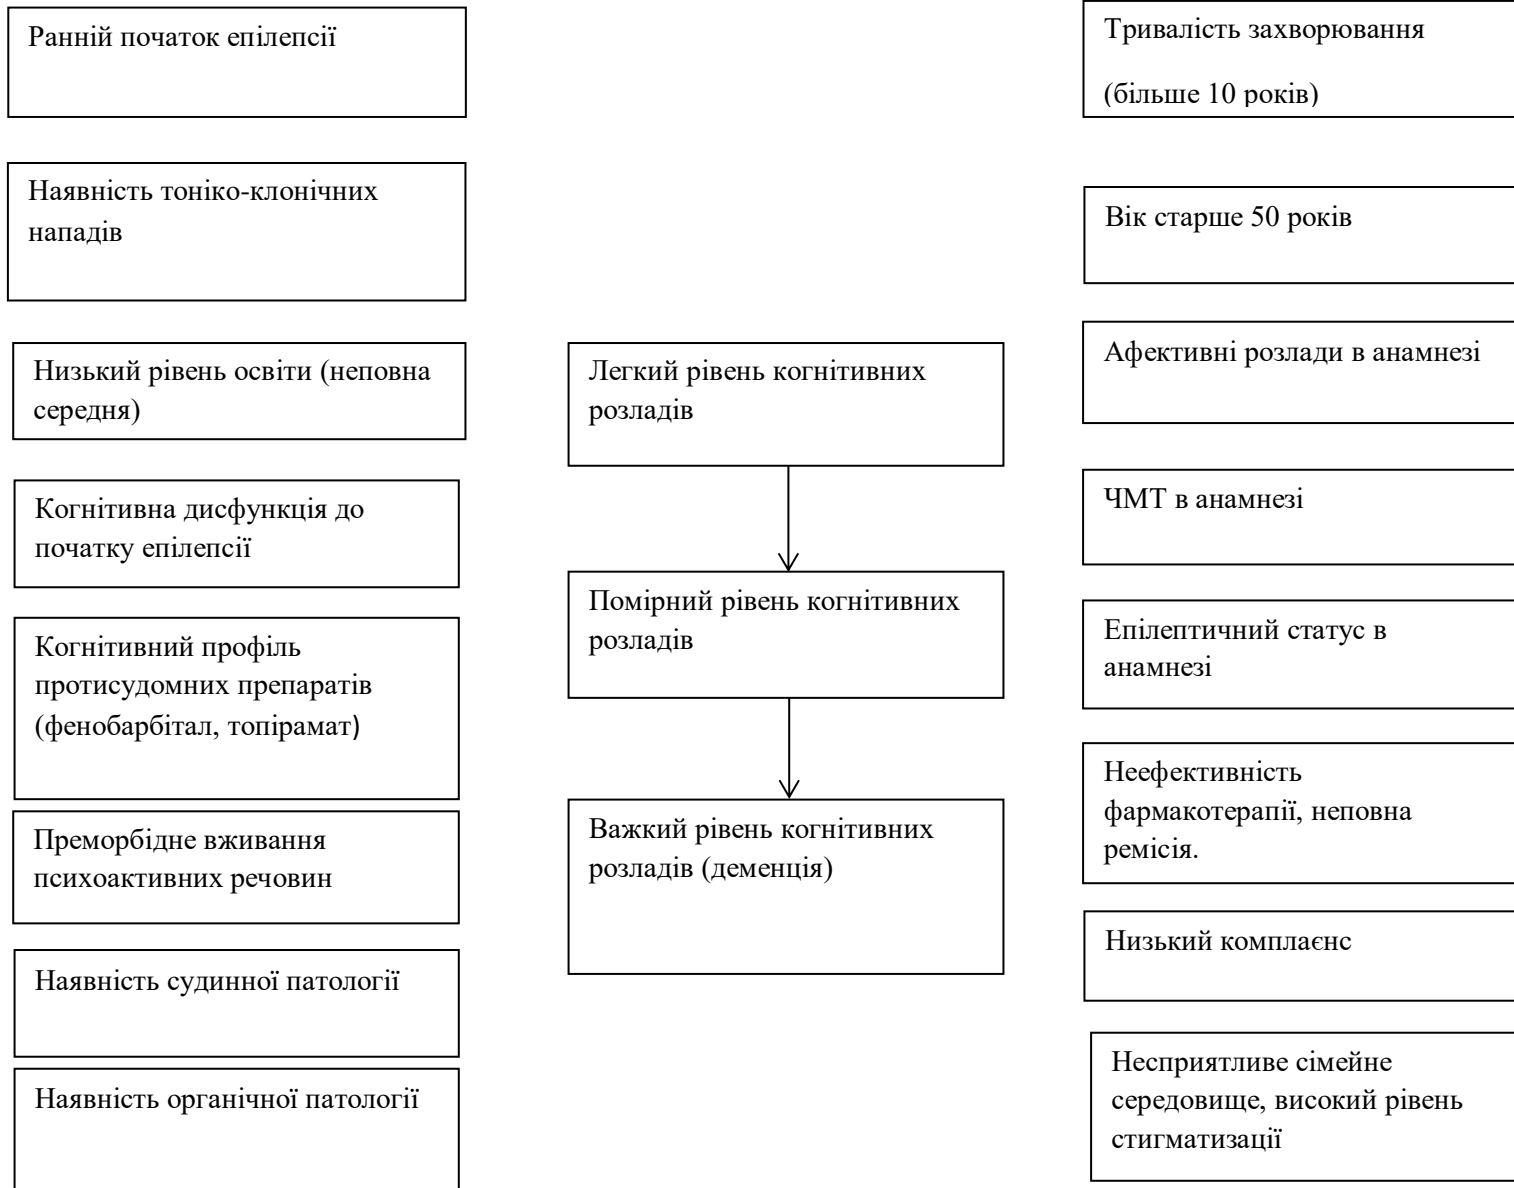 Ранній початок епілепсії
Наявність тоніко-клонічних
нападів
Низький рівень освіти (неповна
середня)
Когнітивна дисфункція до
початку епілепсії
Когнітивний профіль
протисудомних препаратів
(фенобарбітал, топірамат)
Преморбідне вживання
психоактивних речовин
Наявність судинної патології
Наявність органічної патології
Легкий рівень когнітивних
розладів
Помірний рівень когнітивних
розладів
Важкий рівень когнітивних
розладів (деменція)
Тривалість захворювання
(більше 10 років)
Вік старше 50 років
Афективні розлади в анамнезі
ЧМТ в анамнезі
Епілептичний статус в
анамнезі
Неефективність
фармакотерапії, неповна
ремісія.
Низький комплаєнс
Несприятливе сімейне
середовище, високий рівень
стигматизації